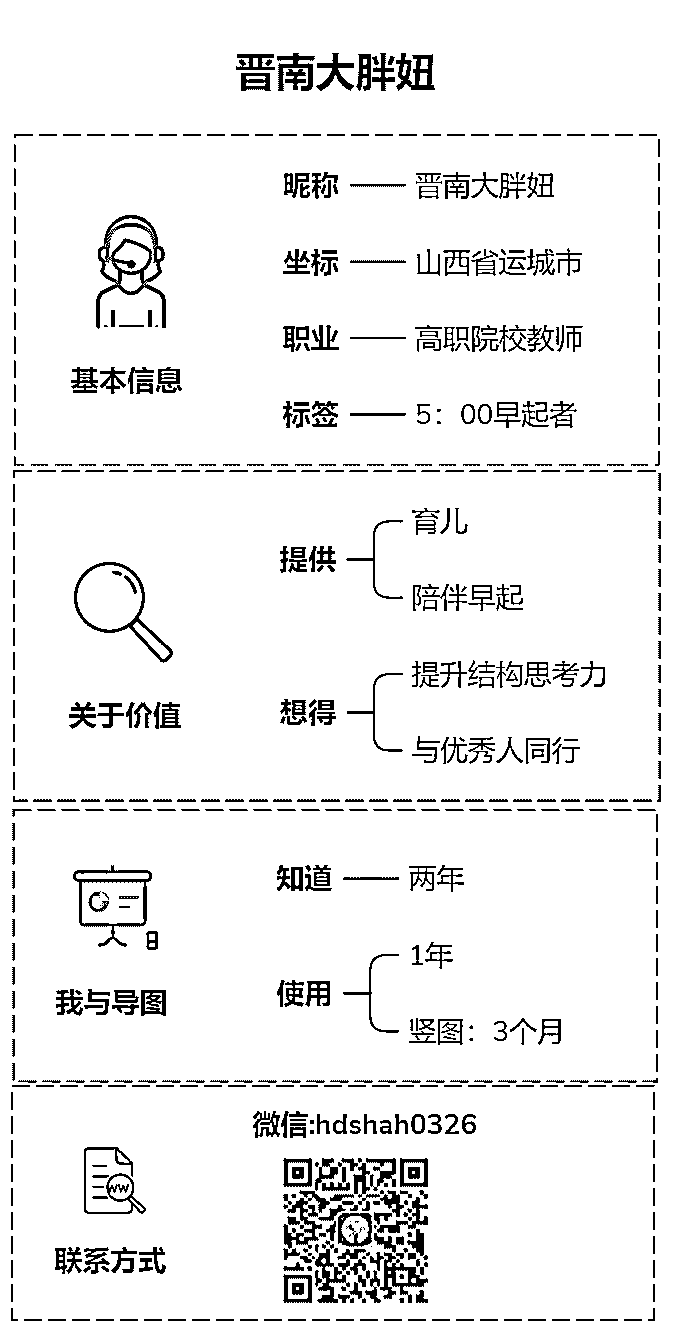 晋南大胖妞
昵称 晋南大胖妞
坐标 山西省运城市
职业 高职院校教师
标签 5：00早起者
基本信息
提供
育儿
陪伴早起
想得
提升结构思考力
与优秀人同行
关于价值
知道 两年
使用
1年
竖图：3个月
我与导图
微信:hdshah0326
WW
联系方式